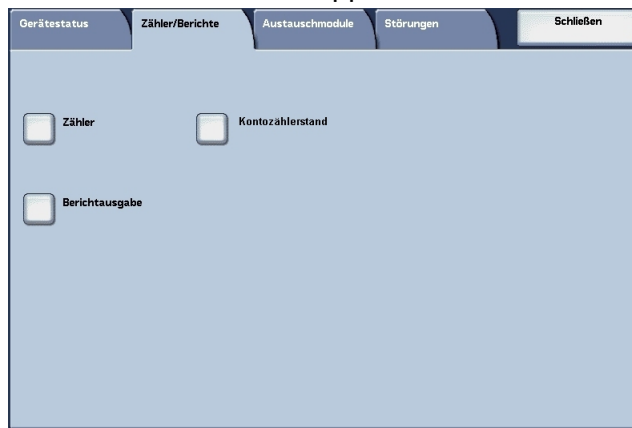 Gerätestatus
Zähler/Berichte
Austauschmodule
Störungen
Schließen
Zähler
Kontozählerstand
Berichtausgabe